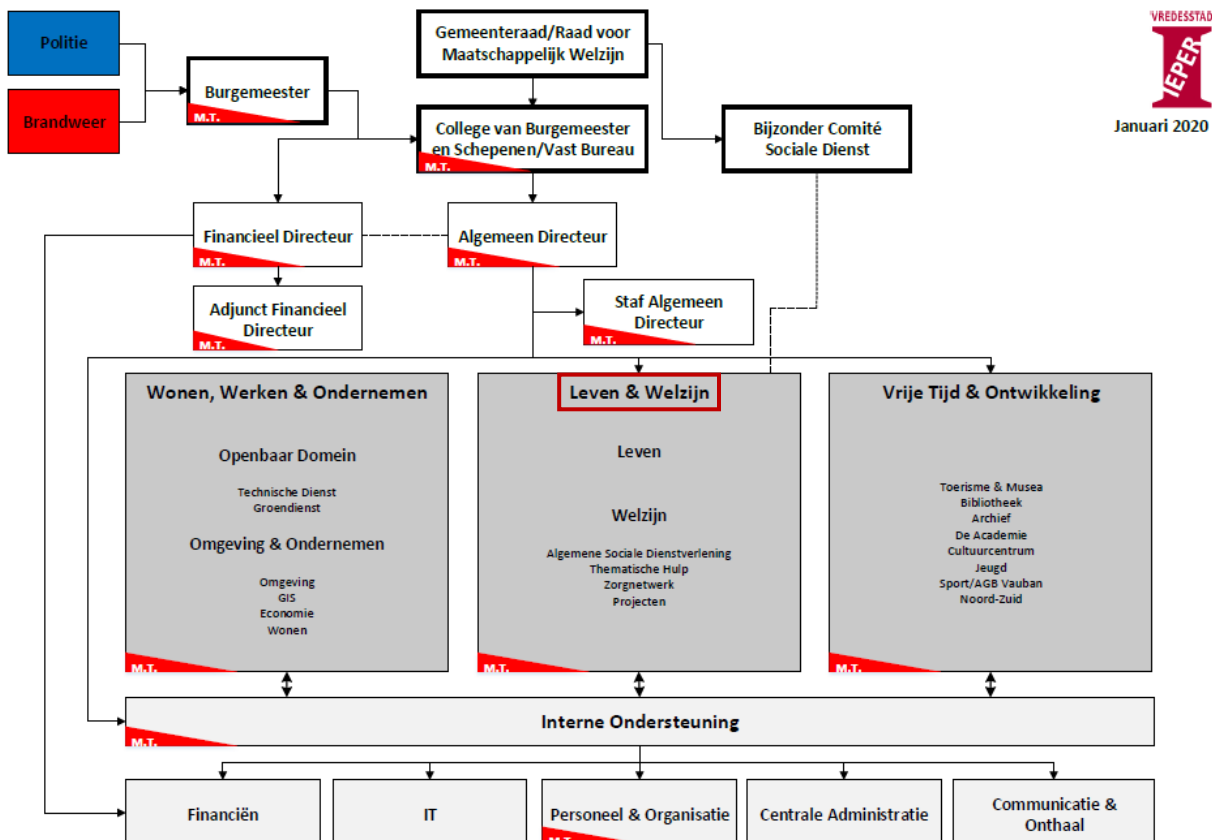 Politie
Brandweer
Burgemeester
M.T.
Gemeenteraad/Raad voor
Maatschappelijk Welzijn
College van Burgemeester
en Schepenen/Vast Bureau
M.T.
Bijzonder Comité
Sociale Dienst
VREDESSTAD
IEPER
Januari 2020
Financieel Directeur
M.T.
Algemeen Directeur
M.T.
Adjunct Financieel
Directeur
M.T.
Staf Algemeen
Directeur
M.T.
Wonen, Werken & Ondernemen
Openbaar Domein
Technische Dienst
Groendienst
Omgeving & Ondernemen
Omgeving
GIS
Economie
Wonen
M.T.
Leven & Welzijn
Leven
Welzijn
Algemene Sociale Dienstverlening
Thematische Hulp
Zorgnetwerk
Projecten
M.T.
Vrije Tijd & Ontwikkeling
Toerisme & Musea
Bibliotheek
Archief
De Academie
Cultuurcentrum
Jeugd
Sport/AGB Vauban
Noord-Zuid
M.T.
Interne Ondersteuning
M.T.
Financiën
IT
Personeel & Organisatie
M.T.
Centrale Administratie
Communicatie &
Onthaal